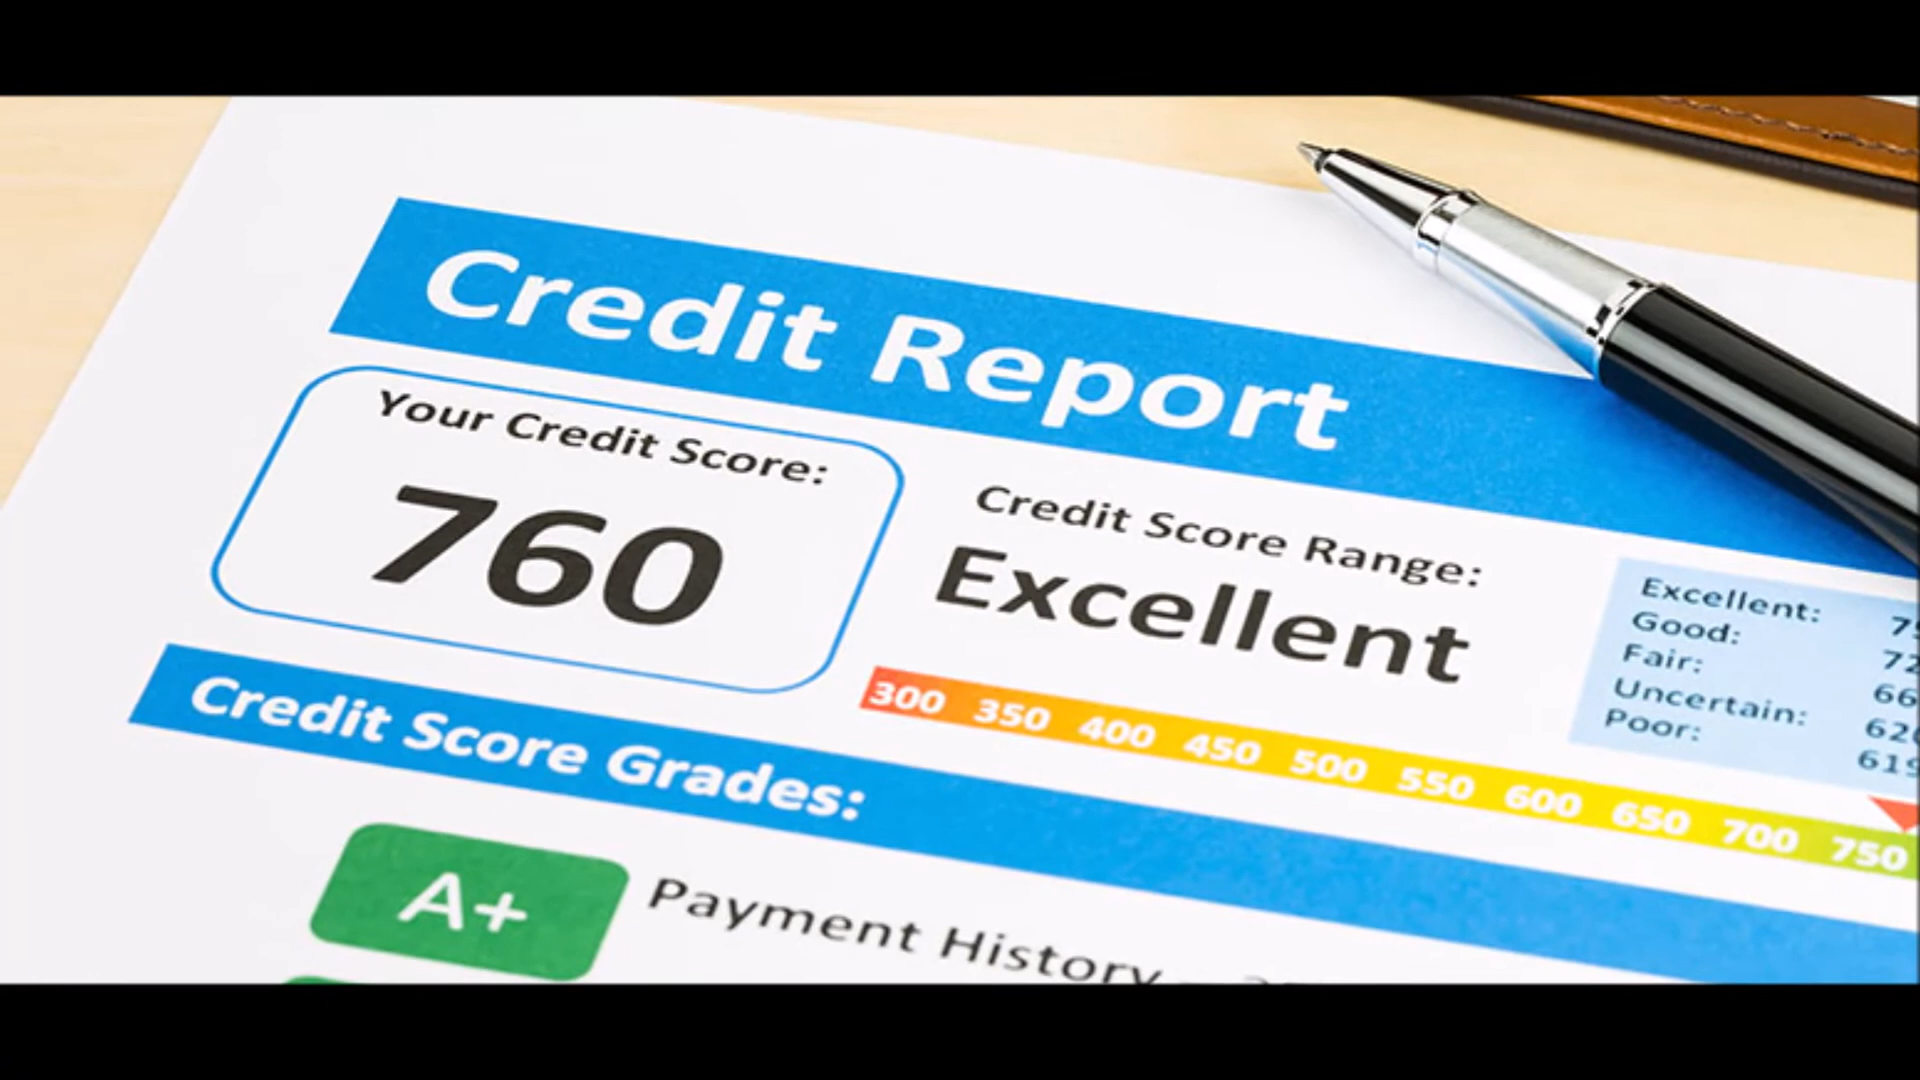 Credit Report
Your Credit Score:
760
Credit Score Range:
Excellent
300 350 400 450 500 550 600 650 700 750
Excellent:
Good:
Fair:
Uncertain:
Poor:
Credit Score Grades:
A+ Payment History